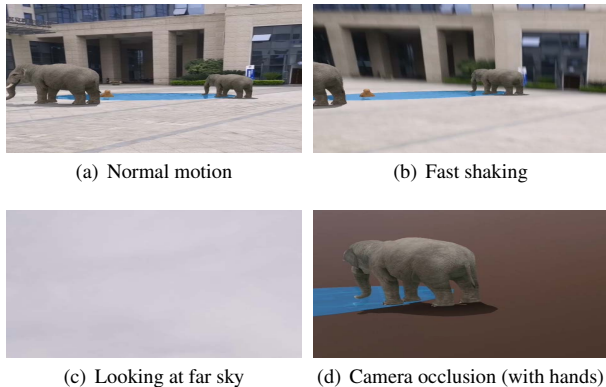 (a) Normal motion
(b) Fast shaking
(c) Looking at far sky
(d) Camera occlusion (with hands)